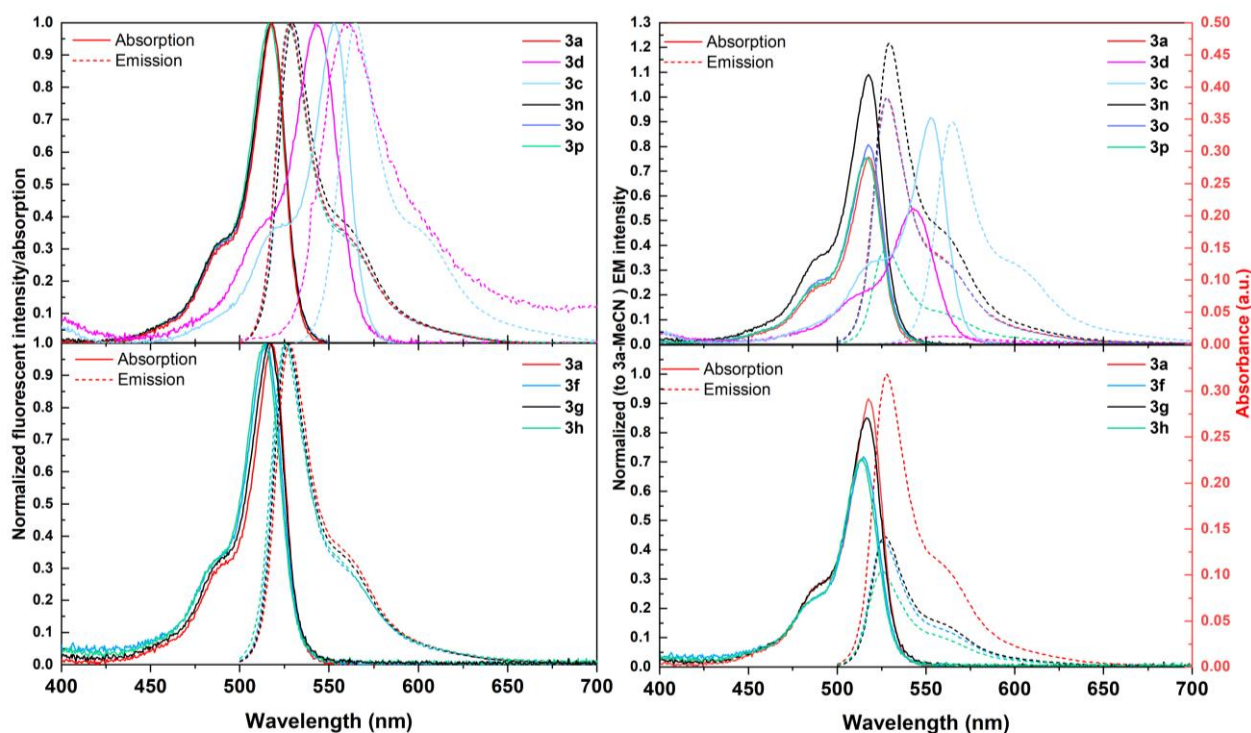 Normalized fluorescent intensity/absorption
1.0
0.9
0.8
0.7
0.6
0.5
0.4
0.3
0.2
0.1
1.0
0.9
0.8
0.7
0.6
0.5
0.4
0.3
0.2
0.1
0.0
Absorption
Emission
3a
3d
3c
3n
3o
3p
Absorption
Emission
3a
3f
3g
3h
400 450 500 550 600 650 700
Wavelength (nm)
Normalized (to 3a-MeCN ) EM intensity
1.3
1.2
1.1
1.0
0.9
0.8
0.7
0.6
0.5
0.4
0.3
0.2
0.1
0.0
1.0
0.9
0.8
0.7
0.6
0.5
0.4
0.3
0.2
0.1
0.0
Absorption
Emission
3a
3d
3c
3n
3o
3p
Absorption
Emission
3a
3f
3g
3h
400 450 500 550 600 650 700
Wavelength (nm)
0.50
0.45
0.40
0.35
0.30
0.25
0.20
0.15
0.10
0.05
0.00
0.30
0.25
0.20
0.15
0.10
0.05
0.00
Absorbance (a.u.)